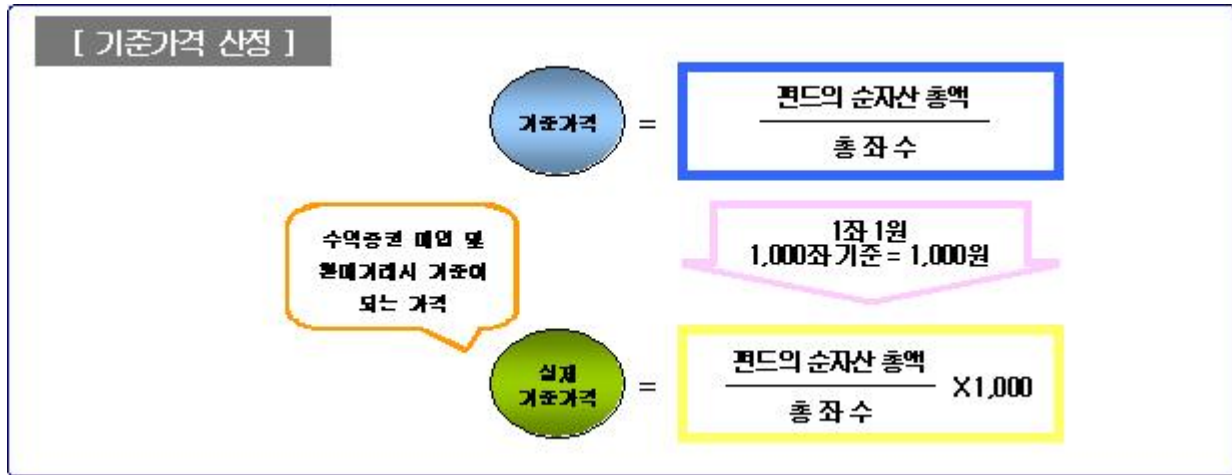 [ 기준가격 산정 ]
기준가격
=
펀드의 순자산 총액
총 좌 수
1좌 1원
1,000좌 기준 = 1,000원
수익증권 매입 및
환매거래시 기준이
되는 가격
실제
기준가격
=
펀드의 순자산 총액
총 좌 수
X1,000